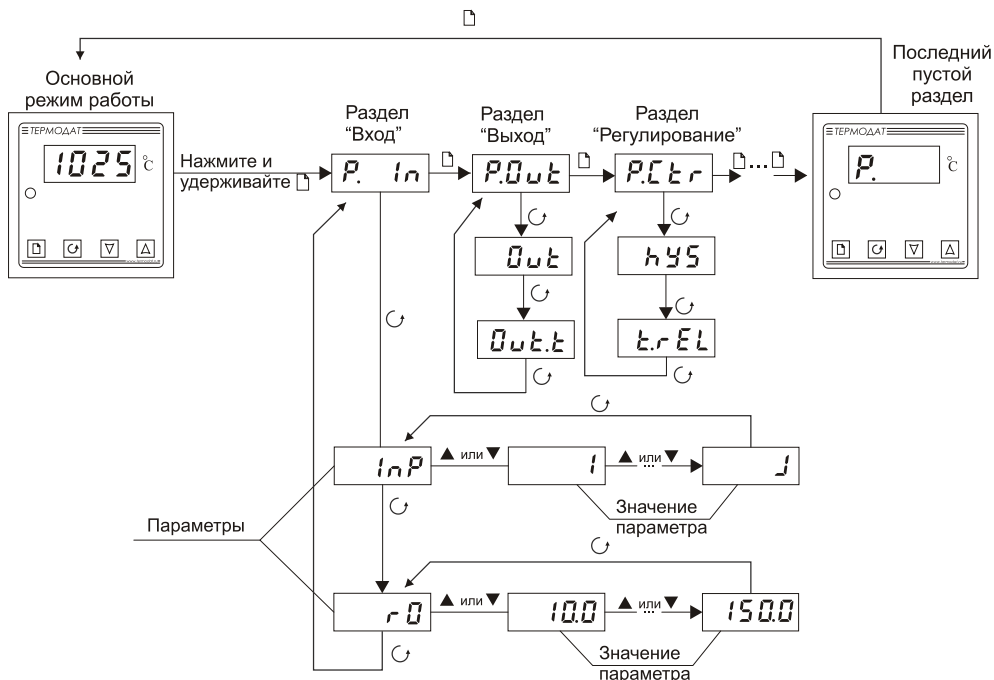 Основной
режим работы
ТЕРМОДАТ
1025 °C
Нажмите и
удерживайте
Раздел
“Вход”
P. In
Раздел
“Выход”
P.Out
Out
Out.t
Раздел
“Регулирование”
P.Ctr
...
hYS
t.rEL
Последний
пустой
раздел
ТЕРМОДАТ
P. °C
InP
▲ или ▼
1
▲ или ▼
...
J
Значение
параметра
Параметры
r0
▲ или ▼
10.0
▲ или ▼
...
150.0
Значение
параметра